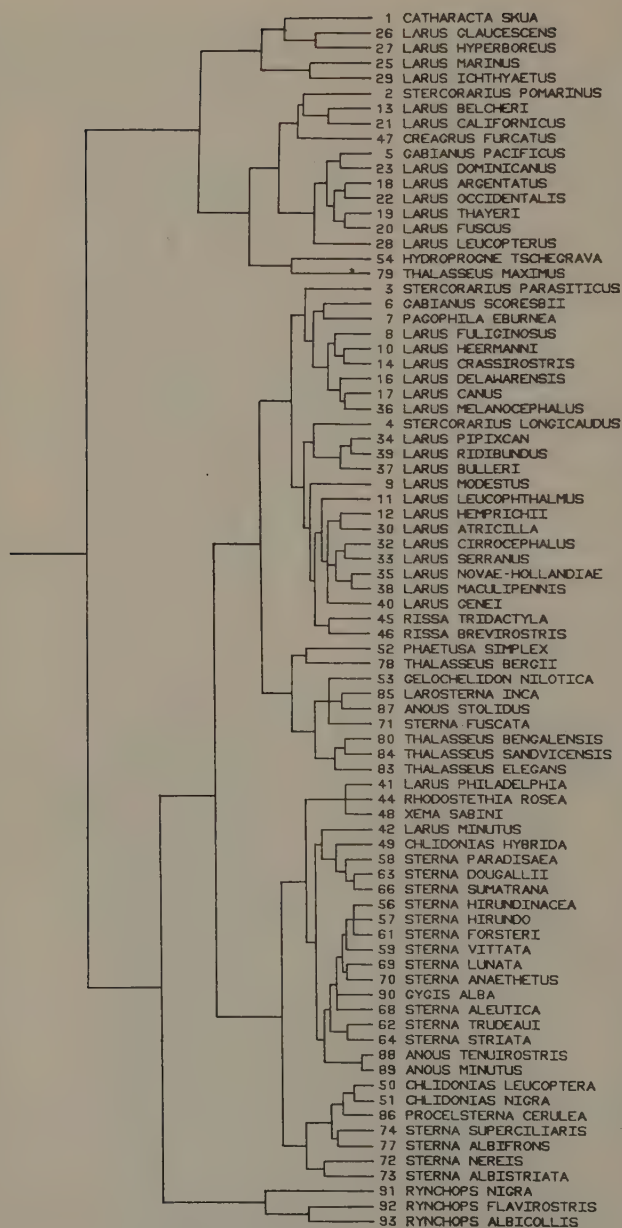 1 CATHARACTA SKUA
26 LARUS GLAUCESCENS
27 LARUS HYPERBOREUS
25 LARUS MARINUS
29 LARUS ICHTHYAETUS
2 STERCORARIUS POMARINUS
13 LARUS BELCHERI
21 LARUS CALIFORNICUS
47 CREAGRUS FURCATUS
5 GABIANUS PACIFICUS
23 LARUS DOMINICANUS
18 LARUS ARGENTATUS
22 LARUS OCCIDENTALIS
19 LARUS THAYERI
20 LARUS FUSCUS
28 LARUS LEUCOPTERUS
54 HYDROPROGNE TSCHEGRAVA
79 THALASSEUS MAXIMUS
3 STERCORARIUS PARASITICUS
6 GABIANUS SCORESBII
7 PAGOPHILA EBURNEA
8 LARUS FULIGINOSUS
10 LARUS HEERMANNI
14 LARUS CRASSIROSTRIS
16 LARUS DELAWARENSIS
17 LARUS CANUS
36 LARUS MELANOCEPHALUS
4 STERCORARIUS LONGICAUDUS
34 LARUS PIPIXCAN
39 LARUS RIDIBUNDUS
37 LARUS BULLERI
9 LARUS MODESTUS
11 LARUS LEUCOPHTHALMUS
12 LARUS HEMPRICHII
30 LARUS ATRICILLA
32 LARUS CIRROCEPHALUS
33 LARUS SERRANUS
35 LARUS NOVAE-HOLLANDIAE
38 LARUS MACULIPENNIS
40 LARUS GENEI
45 RISSA TRIDACTYLA
46 RISSA BREVIROSTRIS
52 PHAETUSA SIMPLEX
78 THALASSEUS BERGII
53 GELOCHELIDON NILOTICA
85 LAROSTERNA INCA
87 ANOUS STOLIDUS
71 STERNA FUSCATA
80 THALASSEUS BENGALENSIS
84 THALASSEUS SANDVICENSIS
83 THALASSEUS ELEGANS
41 LARUS PHILADELPHIA
44 RHODOSTETHIA ROSEA
48 XEMA SABINI
42 LARUS MINUTUS
49 CHLIDONIAS HYBRIDA
58 STERNA PARADISAEA
63 STERNA DOUGALLII
66 STERNA SUMATRANA
56 STERNA HIRUNDINACEA
57 STERNA HIRUNDO
61 STERNA FORSTERI
59 STERNA VITTATA
69 STERNA LUNATA
70 STERNA ANAETHETUS
90 GYGIS ALBA
68 STERNA ALEUTICA
62 STERNA TRUDEAUI
64 STERNA STRIATA
88 ANOUS TENUIROSTRIS
89 ANOUS MINUTUS
50 CHLIDONIAS LEUCOPTERA
51 CHLIDONIAS NIGRA
86 PROCELSTERNA CERULEA
74 STERNA SUPERCILIARIS
77 STERNA ALBIFRONS
72 STERNA NEREIS
73 STERNA ALBISTRIATA
91 RYNCHOPS NIGRA
92 RYNCHOPS FLAVIROSTRIS
93 RYNCHOPS ALBICOLLIS